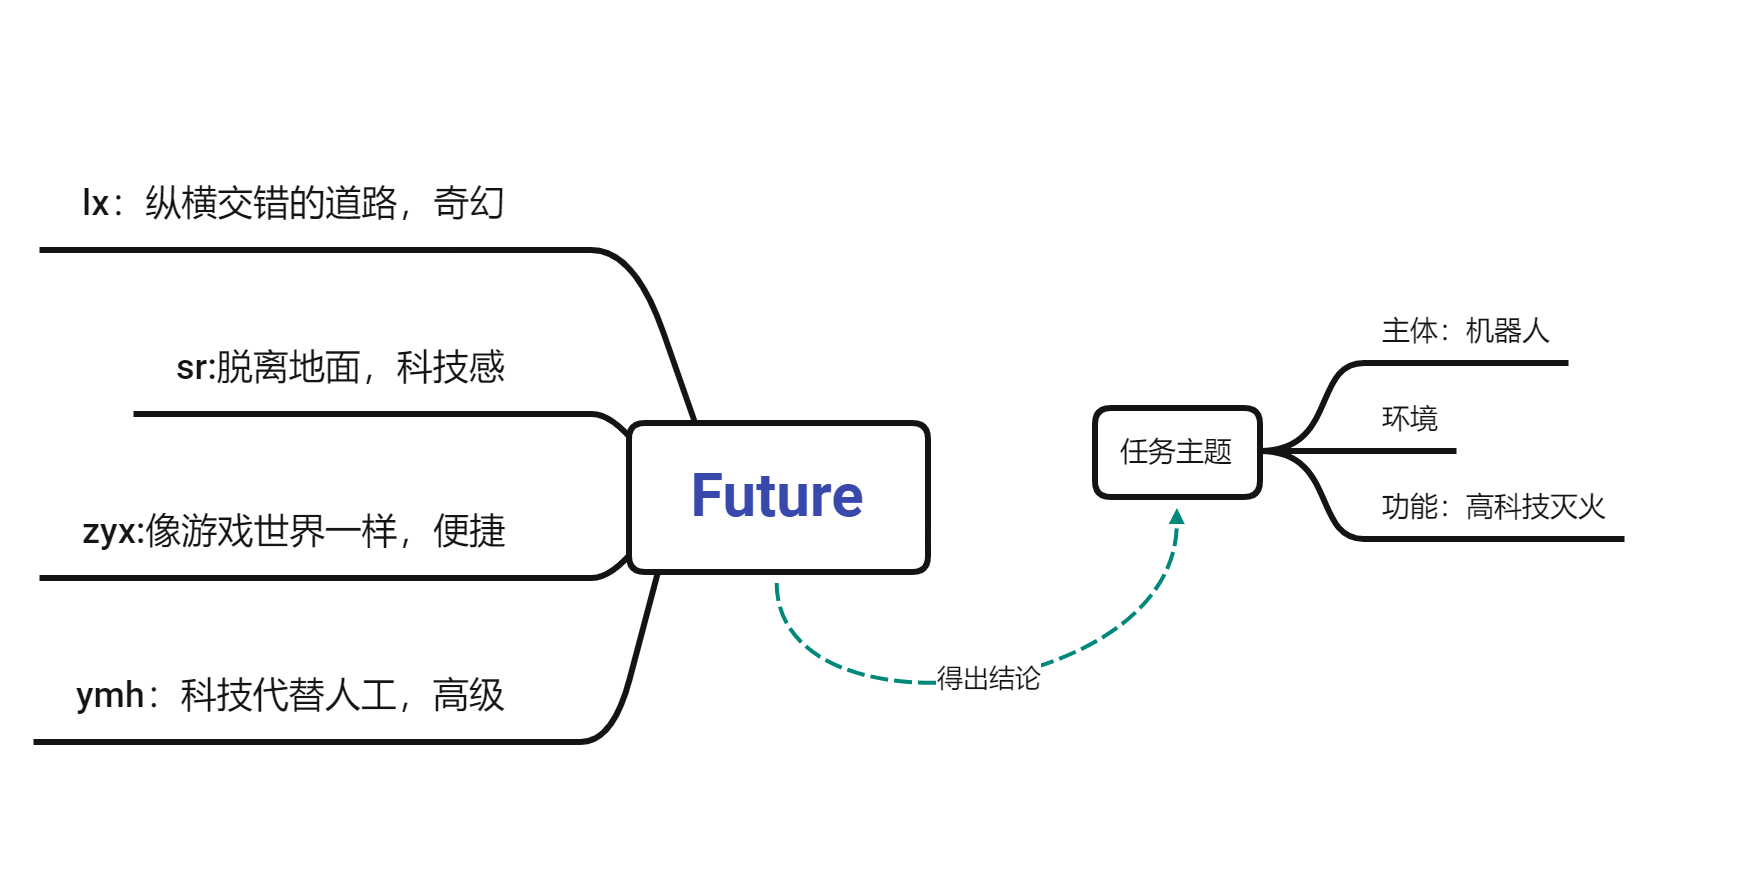 lx：纵横交错的道路，奇幻
sr:脱离地面，科技感
zyx:像游戏世界一样，便捷
ymh：科技代替人工，高级
Future
得出结论
任务主题
主体：机器人
环境
功能：高科技灭火